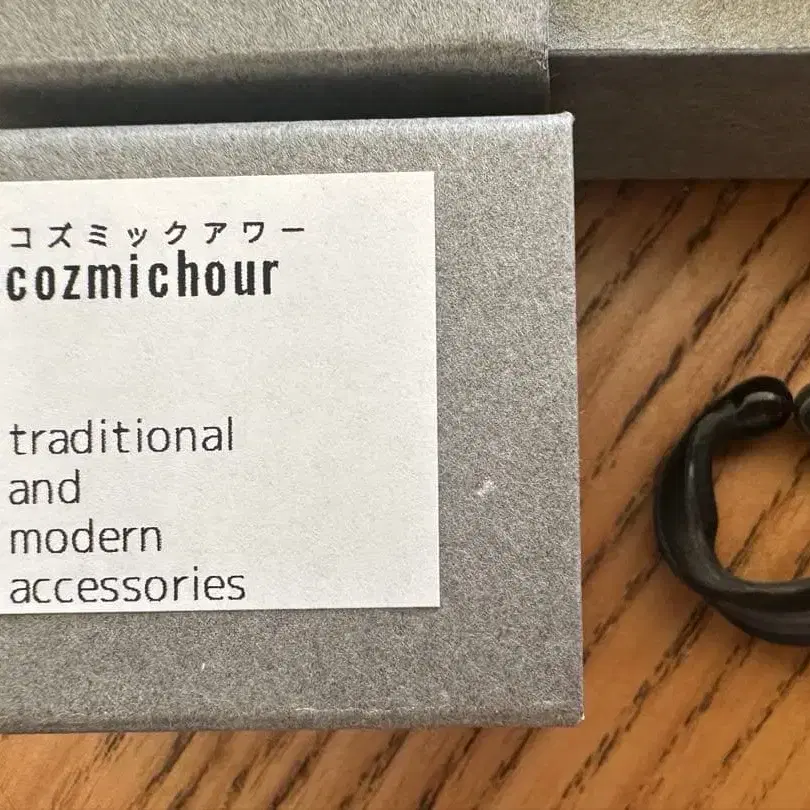 コズミックアワー
cozmichour
traditional
and
modern
accessories